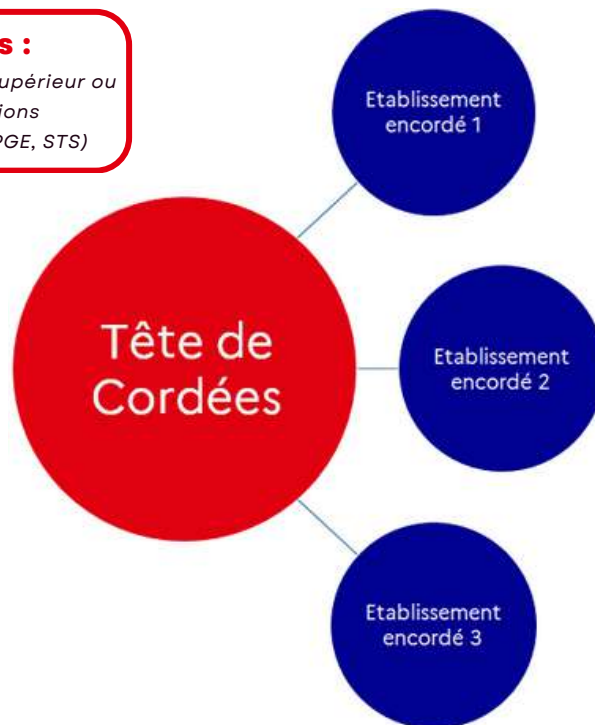 s :
upérieur ou
ions
PGE, STS)
Etablissement
encordé 1
Tête de
Cordées
Etablissement
encordé 2
Etablissement
encordé 3